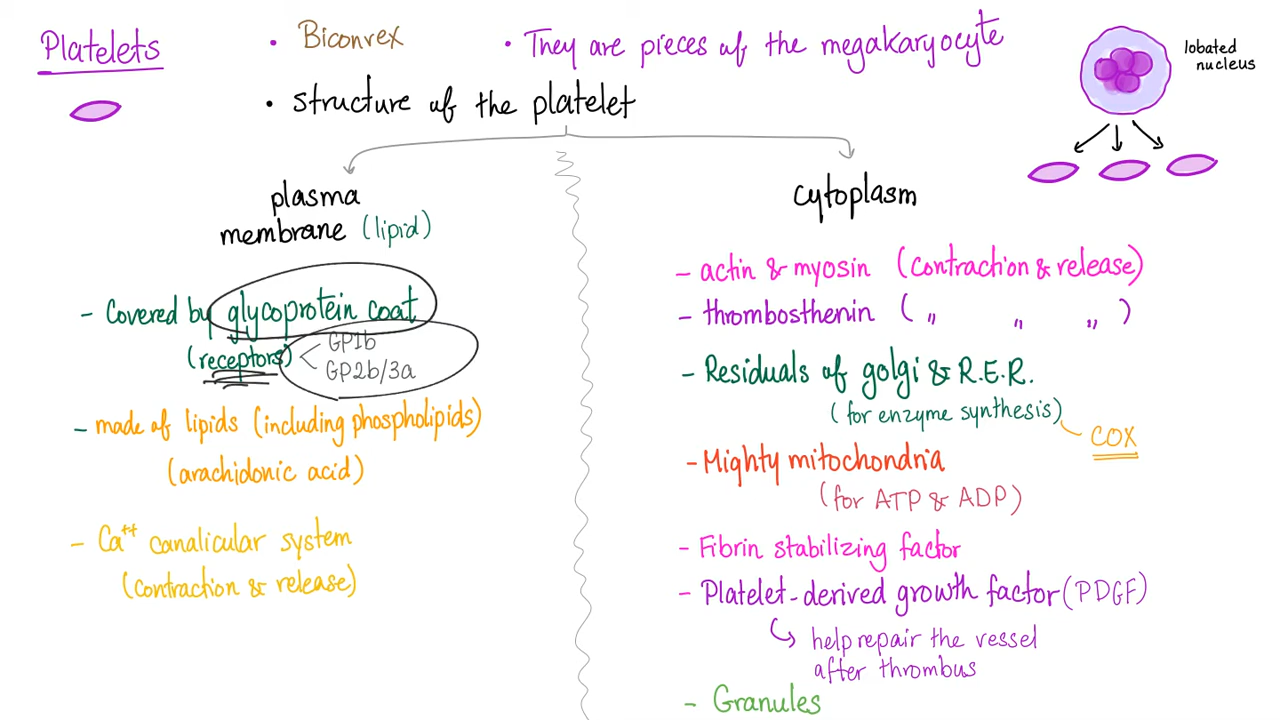 Platelets
• Biconvex
• They are pieces of the megakaryocyte
lobated
nucleus
• structure of the platelet
plasma
membrane (lipid)
- Covered by glycoprotein coat
(receptors)
GP1b
GP2b/3a
- made of lipids (including phospholipids)
(arachidonic acid)
- Ca++ canalicular system
(contraction & release)
cytoplasm
- actin & myosin (contraction & release)
- thrombosthenin ( " " " )
- Residuals of golgi & R.E.R.
(for enzyme synthesis)
COX
- Mighty mitochondria
(for ATP & ADP)
- Fibrin stabilizing factor
- Platelet-derived growth factor (PDGF)
help repair the vessel
after thrombus
- Granules